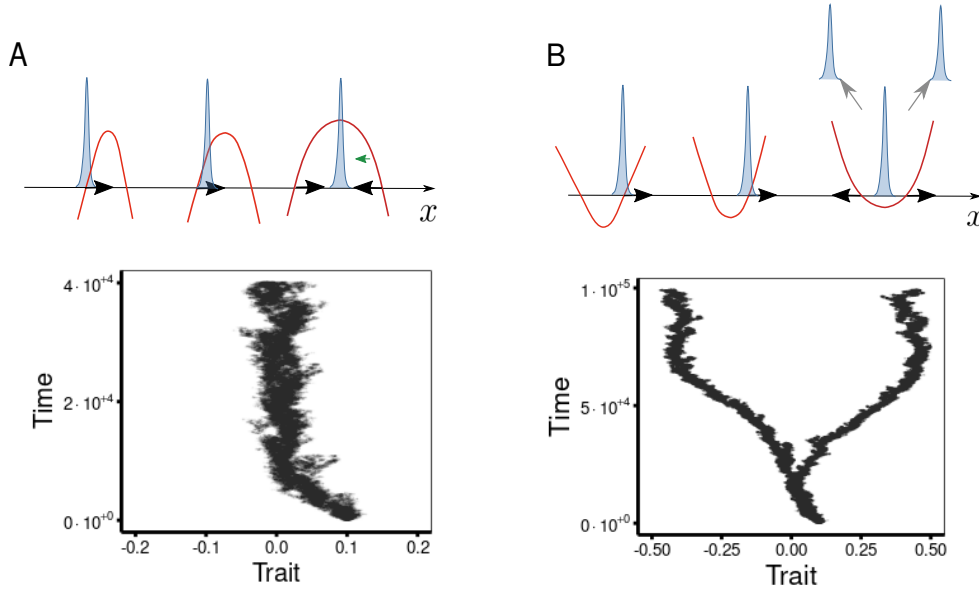 A
x
4·10⁺⁴
2·10⁺⁴
0·10⁺⁰
Time
-0.2 -0.1 0.0 0.1 0.2
Trait
B
x
1·10⁺⁵
5·10⁺⁴
0·10⁺⁰
Time
-0.50 -0.25 0.00 0.25 0.50
Trait